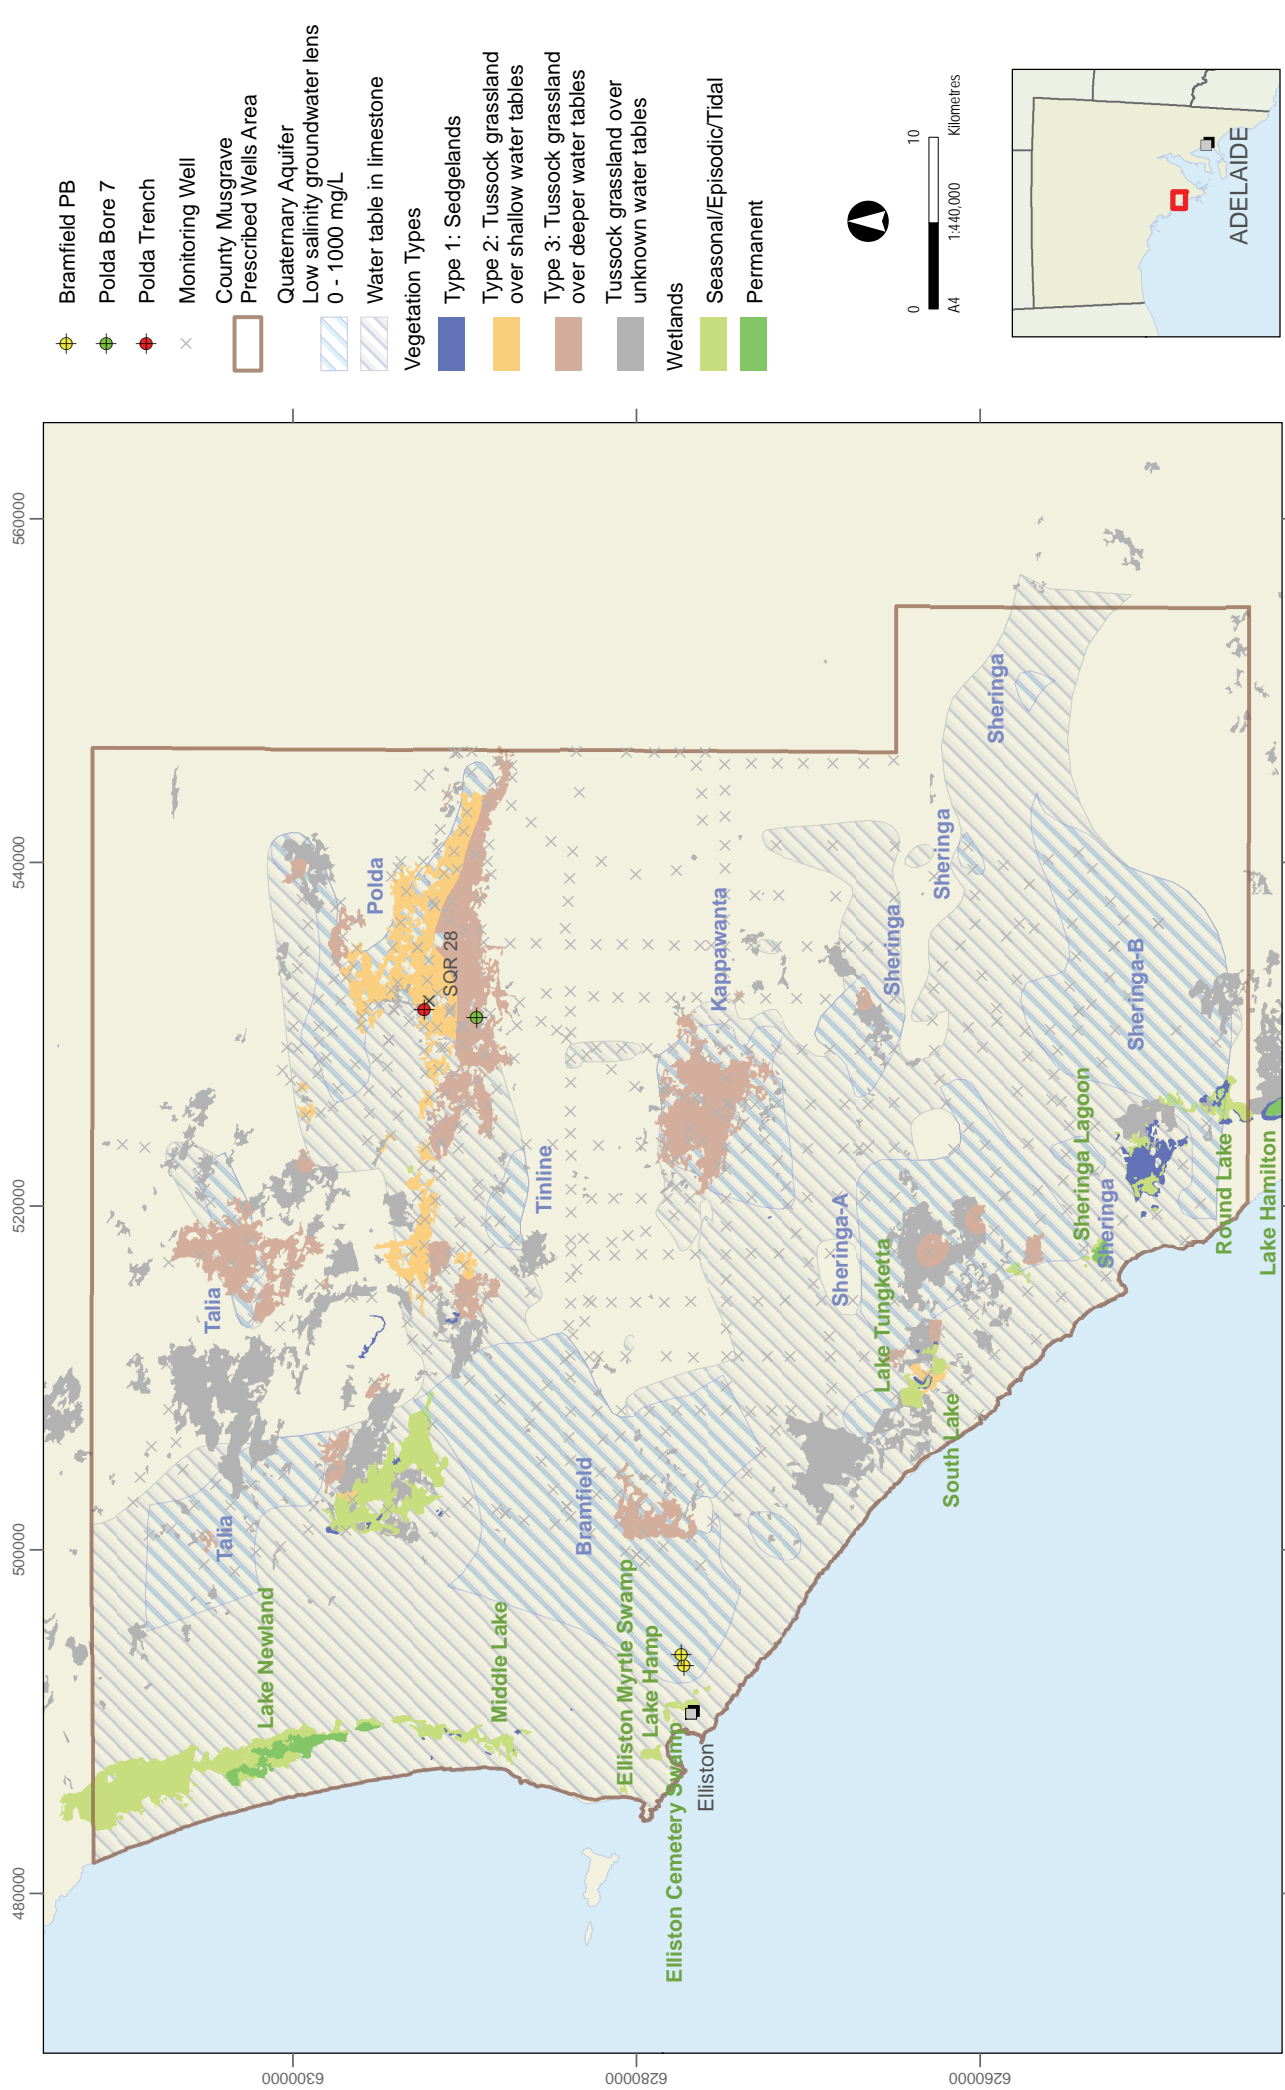 Bramfield PB
Polda Bore 7
Polda Trench
Monitoring Well
County Musgrave
Prescribed Wells Area
Quaternary Aquifer
Low salinity groundwater lens
0 - 1000 mg/L
Water table in limestone
Vegetation Types
Type 1: Sedgelands
Type 2: Tussock grassland
over shallow water tables
Type 3: Tussock grassland
over deeper water tables
Tussock grassland over
unknown water tables
Wetlands
Seasonal/Episodic/Tidal
Permanent
0
10
Kilometres
A4
1:440,000
ADELAIDE
480000
500000
520000
540000
560000
6300000
6280000
6260000
Talia
Talia
Polda
SQR 28
Tinline
Kappawanta
Bramfield
Sheringa-A
Sheringa
Sheringa
Sheringa
Sheringa-B
Sheringa
Lake Newland
Middle Lake
Elliston Myrtle Swamp
Lake Hamp
Elliston Cemetery Swamp
Elliston
Lake Tungketta
South Lake
Sheringa Lagoon
Round Lake
Lake Hamilton